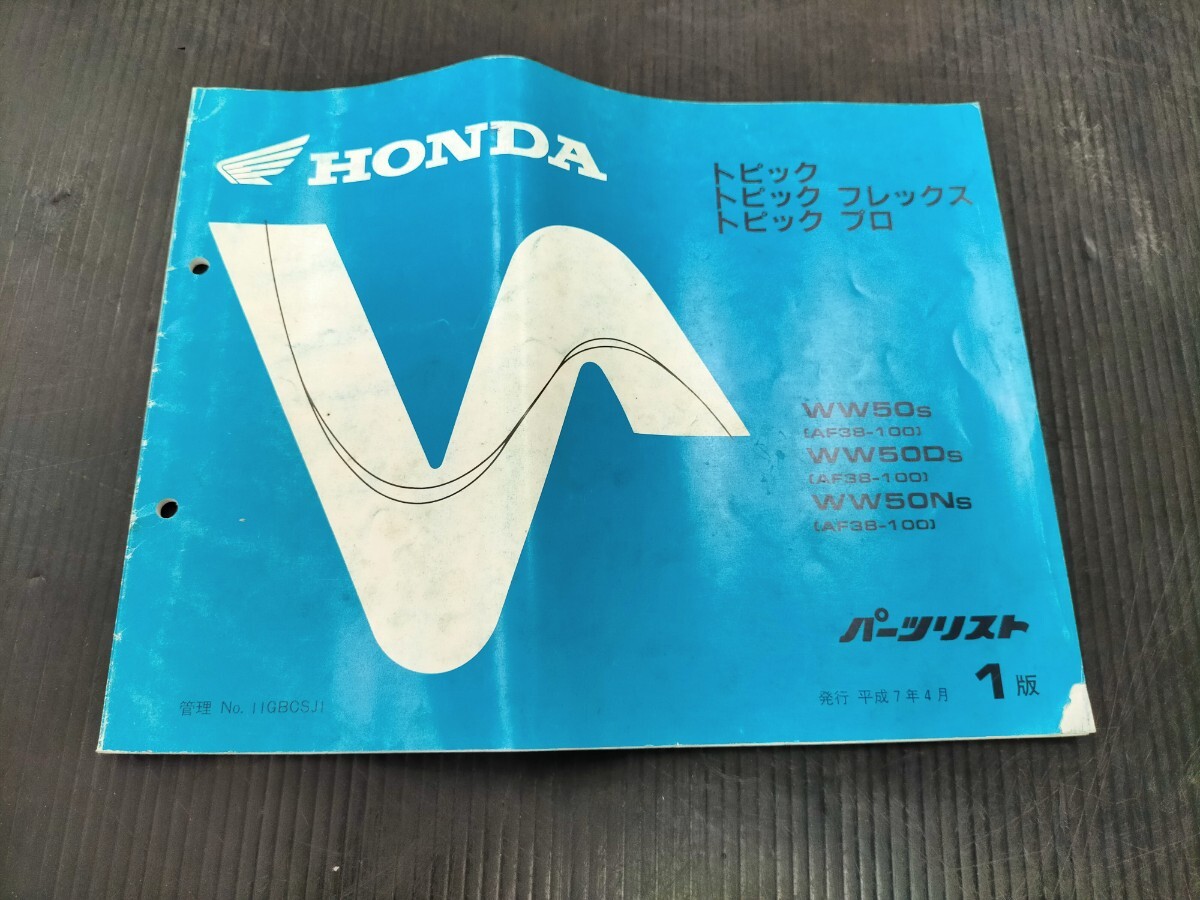 HONDA
トピック
トピック フレックス
トピック プロ
WW50S
(AF38-100)
WW50DS
(AF38-100)
WW50NS
(AF38-100)
パーツリスト
発行 平成7年4月 1版
管理 No. 11GBCSJ1